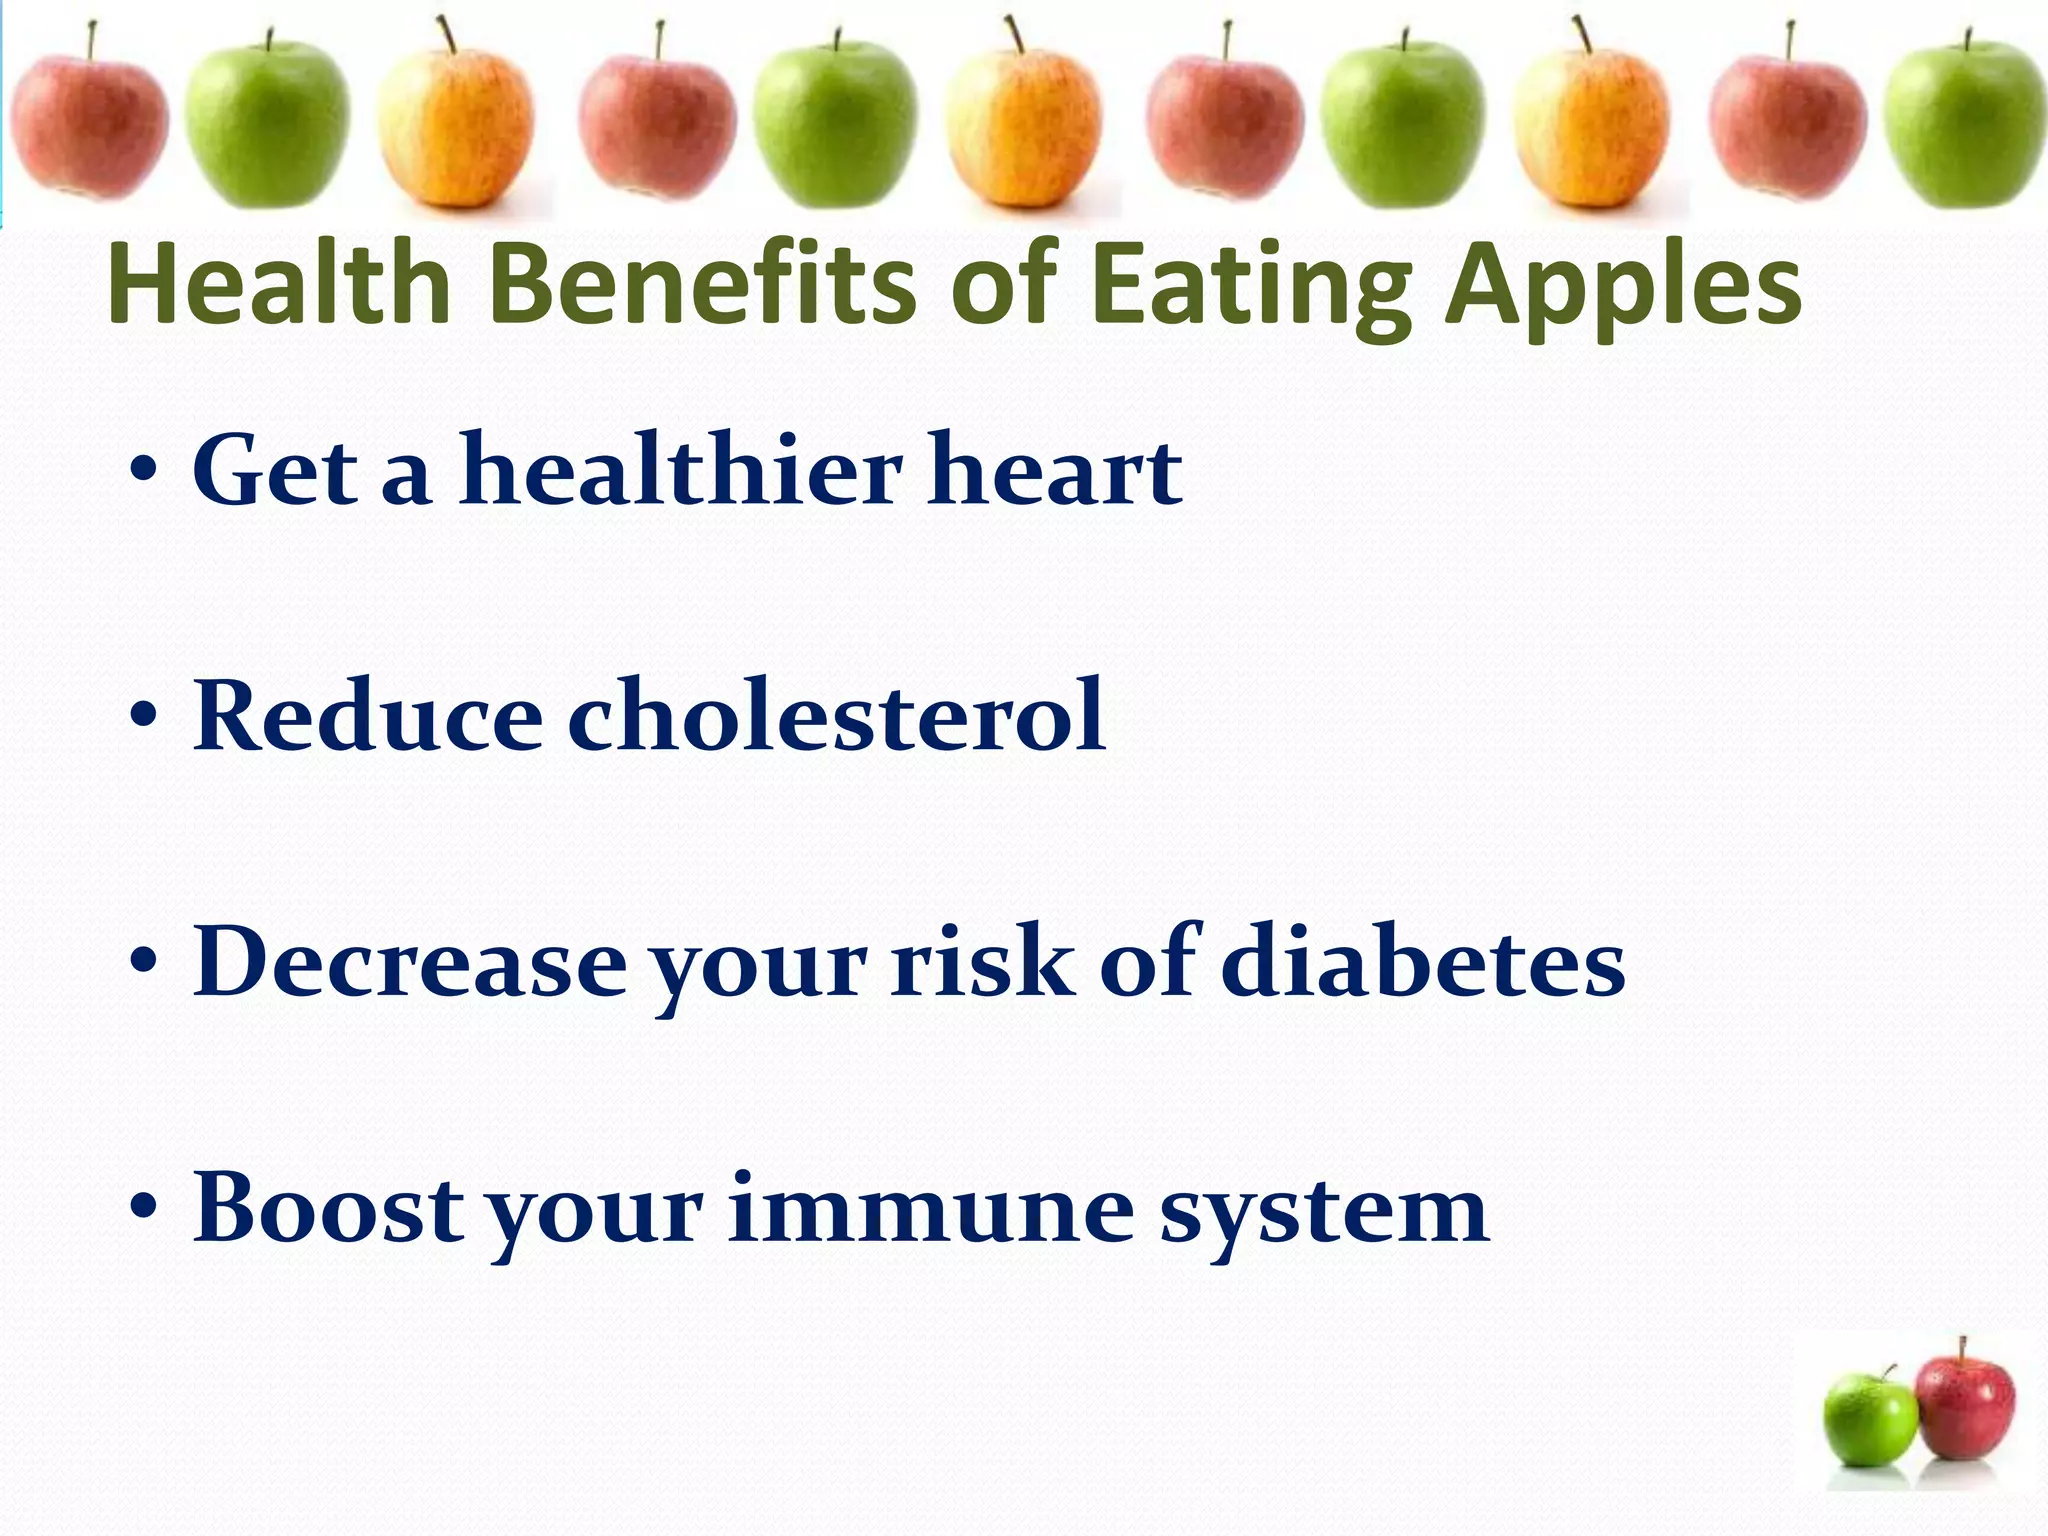 Health Benefits of Eating Apples
• Get a healthier heart
• Reduce cholesterol
• Decrease your risk of diabetes
• Boost your immune system